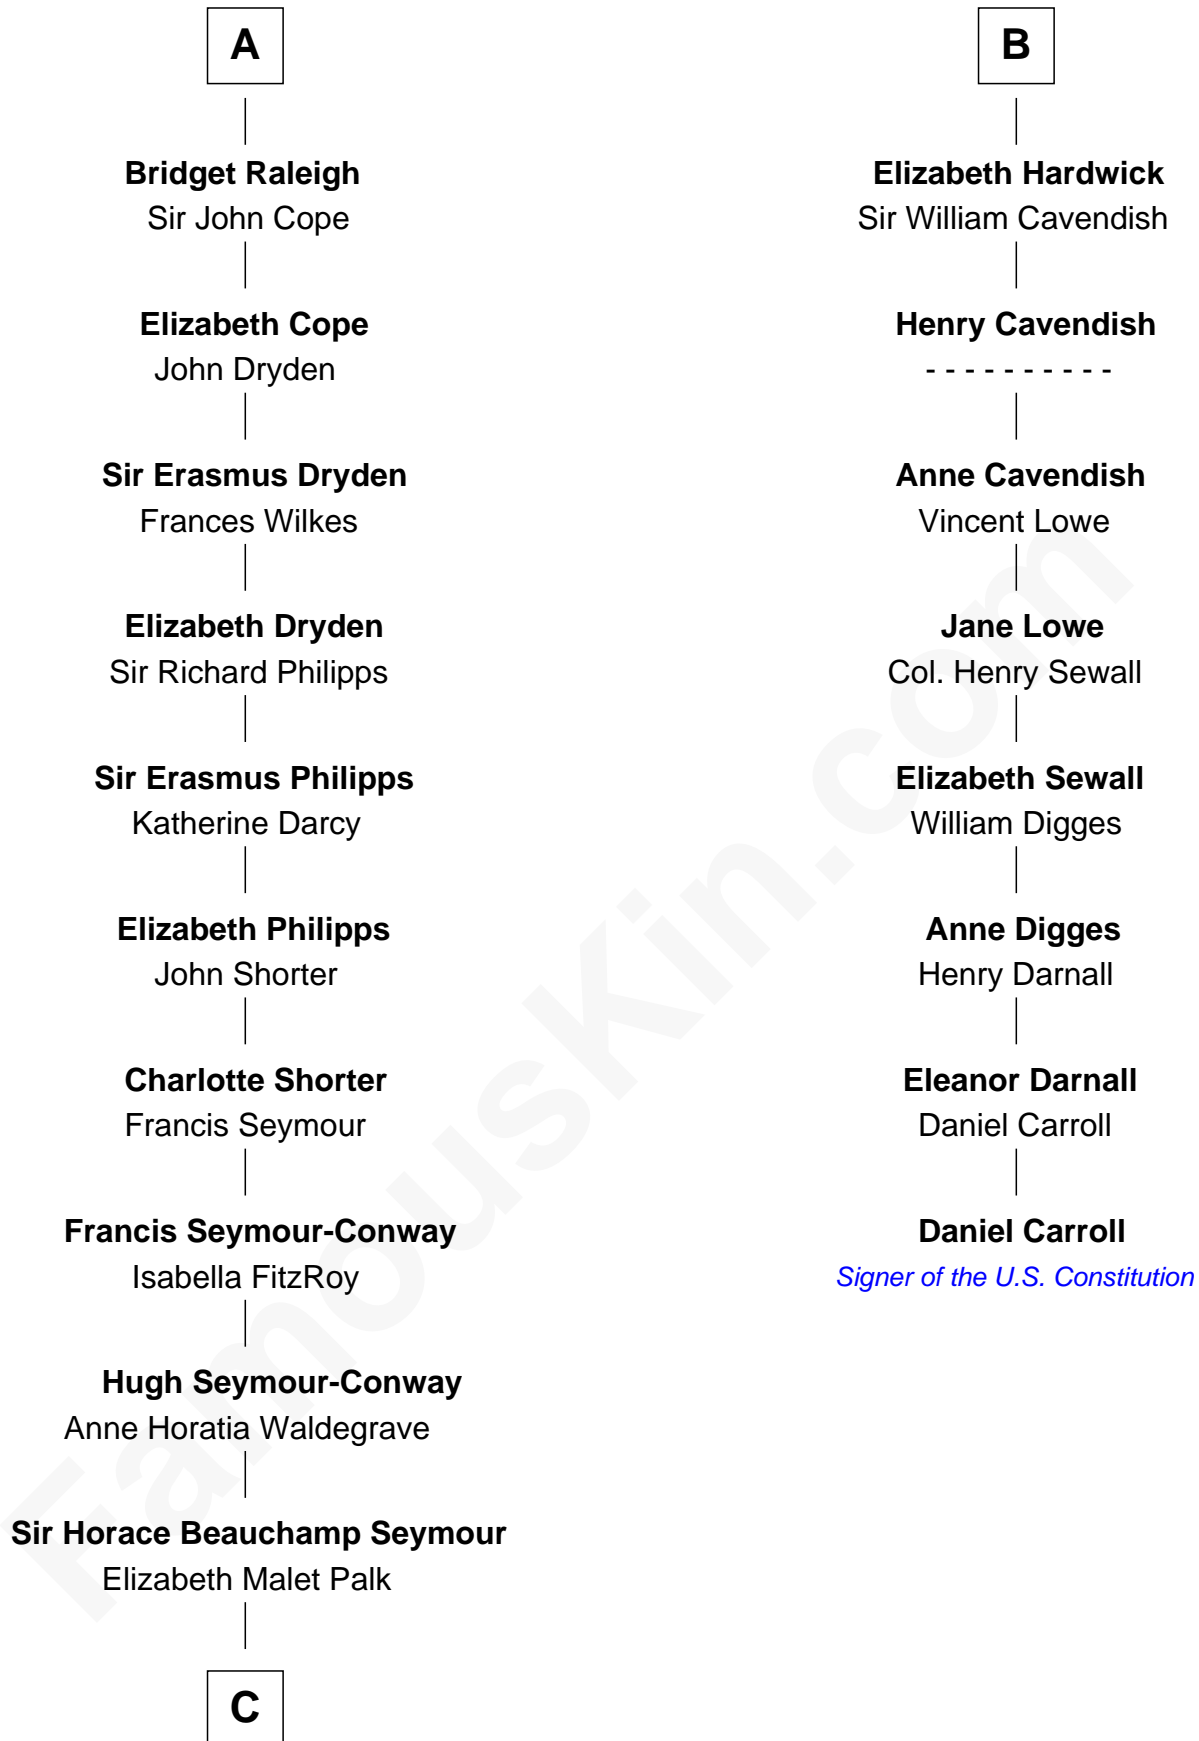 A
Bridget Raleigh
Sir John Cope
Elizabeth Cope
John Dryden
Sir Erasmus Dryden
Frances Wilkes
Elizabeth Dryden
Sir Richard Philipps
Sir Erasmus Philipps
Katherine Darcy
Elizabeth Philipps
John Shorter
Charlotte Shorter
Francis Seymour
Francis Seymour-Conway
Isabella FitzRoy
Hugh Seymour-Conway
Anne Horatia Waldegrave
Sir Horace Beauchamp Seymour
Elizabeth Malet Palk
C
B
Elizabeth Hardwick
Sir William Cavendish
Henry Cavendish
- - - - - - - - - -
Anne Cavendish
Vincent Lowe
Jane Lowe
Col. Henry Sewall
Elizabeth Sewall
William Digges
Anne Digges
Henry Darnall
Eleanor Darnall
Daniel Carroll
Daniel Carroll
Signer of the U.S. Constitution
FamousKin.com